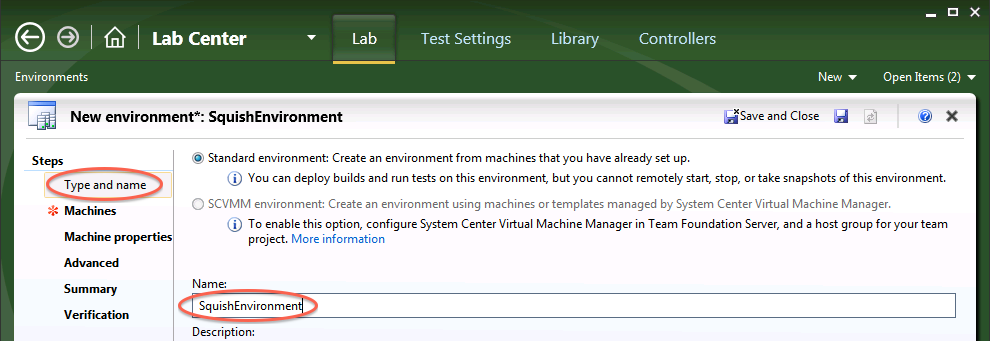 Lab Center Lab Test Settings Library Controllers
Environments New Open Items (2)
New environment*: SquishEnvironment Save and Close
Steps
Type and name
Machines
Machine properties
Advanced
Summary
Verification
Standard environment: Create an environment from machines that you have already set up.
You can deploy builds and run tests on this environment, but you cannot remotely start, stop, or take snapshots of this environment.
SCVMM environment: Create an environment using machines or templates managed by System Center Virtual Machine Manager.
To enable this option, configure System Center Virtual Machine Manager in Team Foundation Server, and a host group for your team
project. More information
Name:
SquishEnvironment
Description: